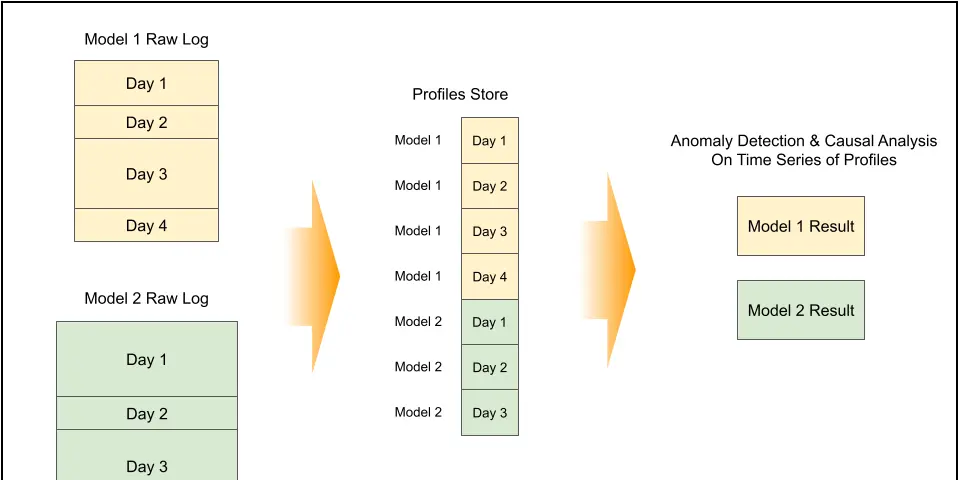 Model 1 Raw Log
Day 1
Day 2
Day 3
Day 4
Model 2 Raw Log
Day 1
Day 2
Day 3
Profiles Store
Model 1 Day 1
Model 1 Day 2
Model 1 Day 3
Model 1 Day 4
Model 2 Day 1
Model 2 Day 2
Model 2 Day 3
Anomaly Detection & Causal Analysis
On Time Series of Profiles
Model 1 Result
Model 2 Result